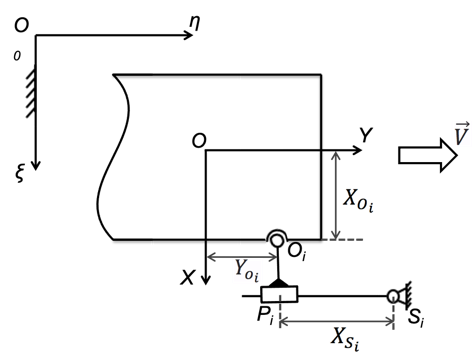 O η
0
ξ
O Y
V⃗
X_{O_i}
O_i
Y_{o_i}
X
P_i S_i
X_{S_i}